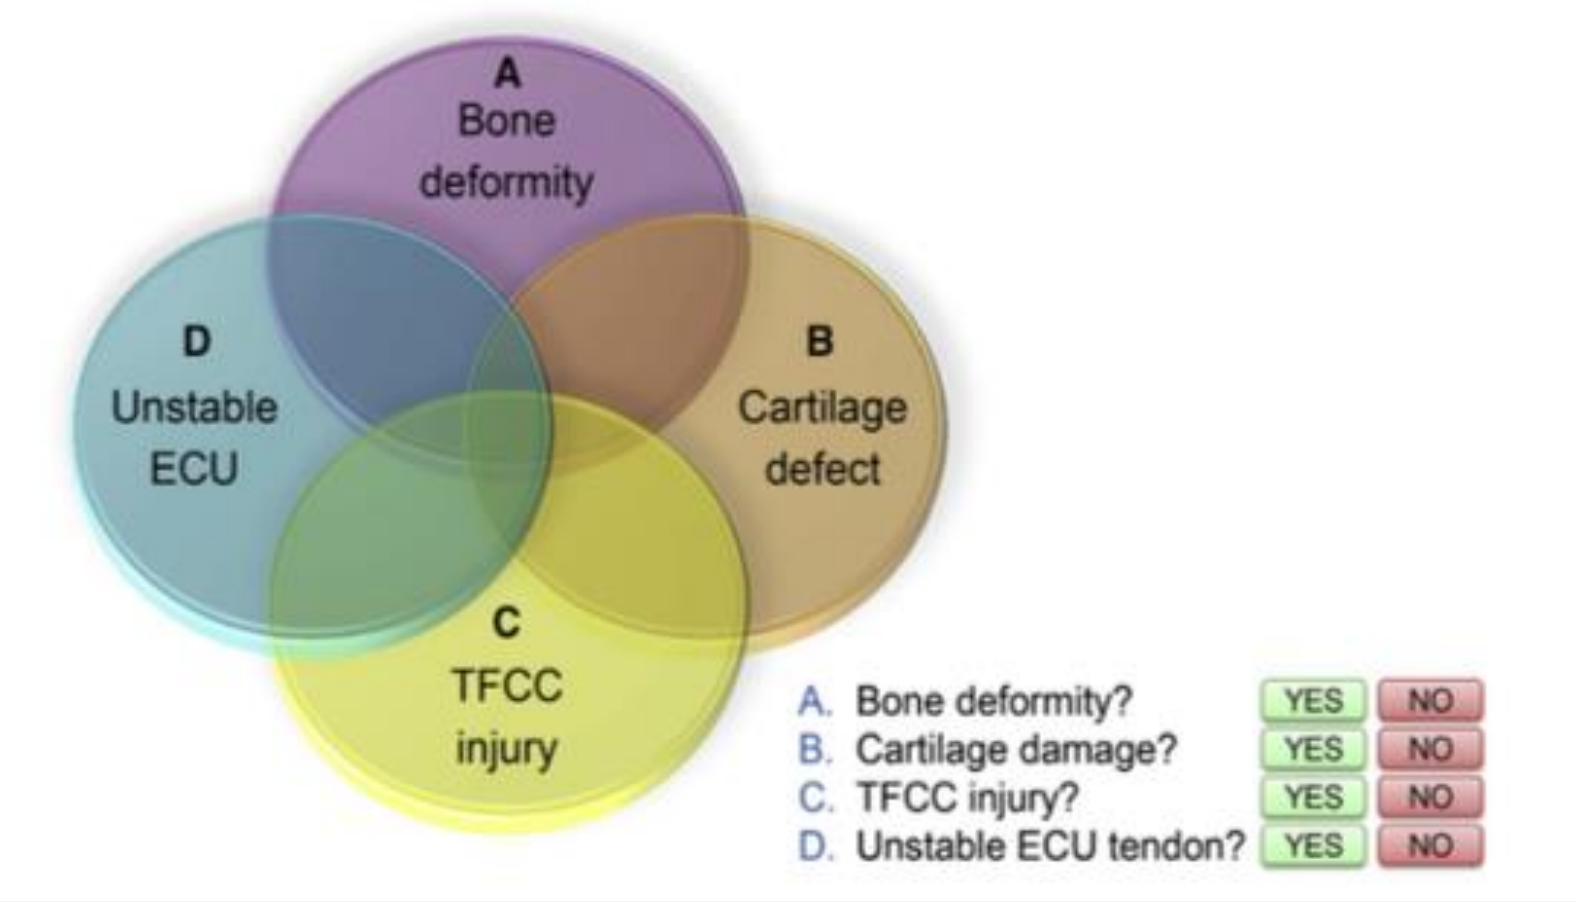 A
Bone
deformity
D
Unstable
ECU
B
Cartilage
defect
C
TFCC
injury
A. Bone deformity? YES NO
B. Cartilage damage? YES NO
C. TFCC injury? YES NO
D. Unstable ECU tendon? YES NO